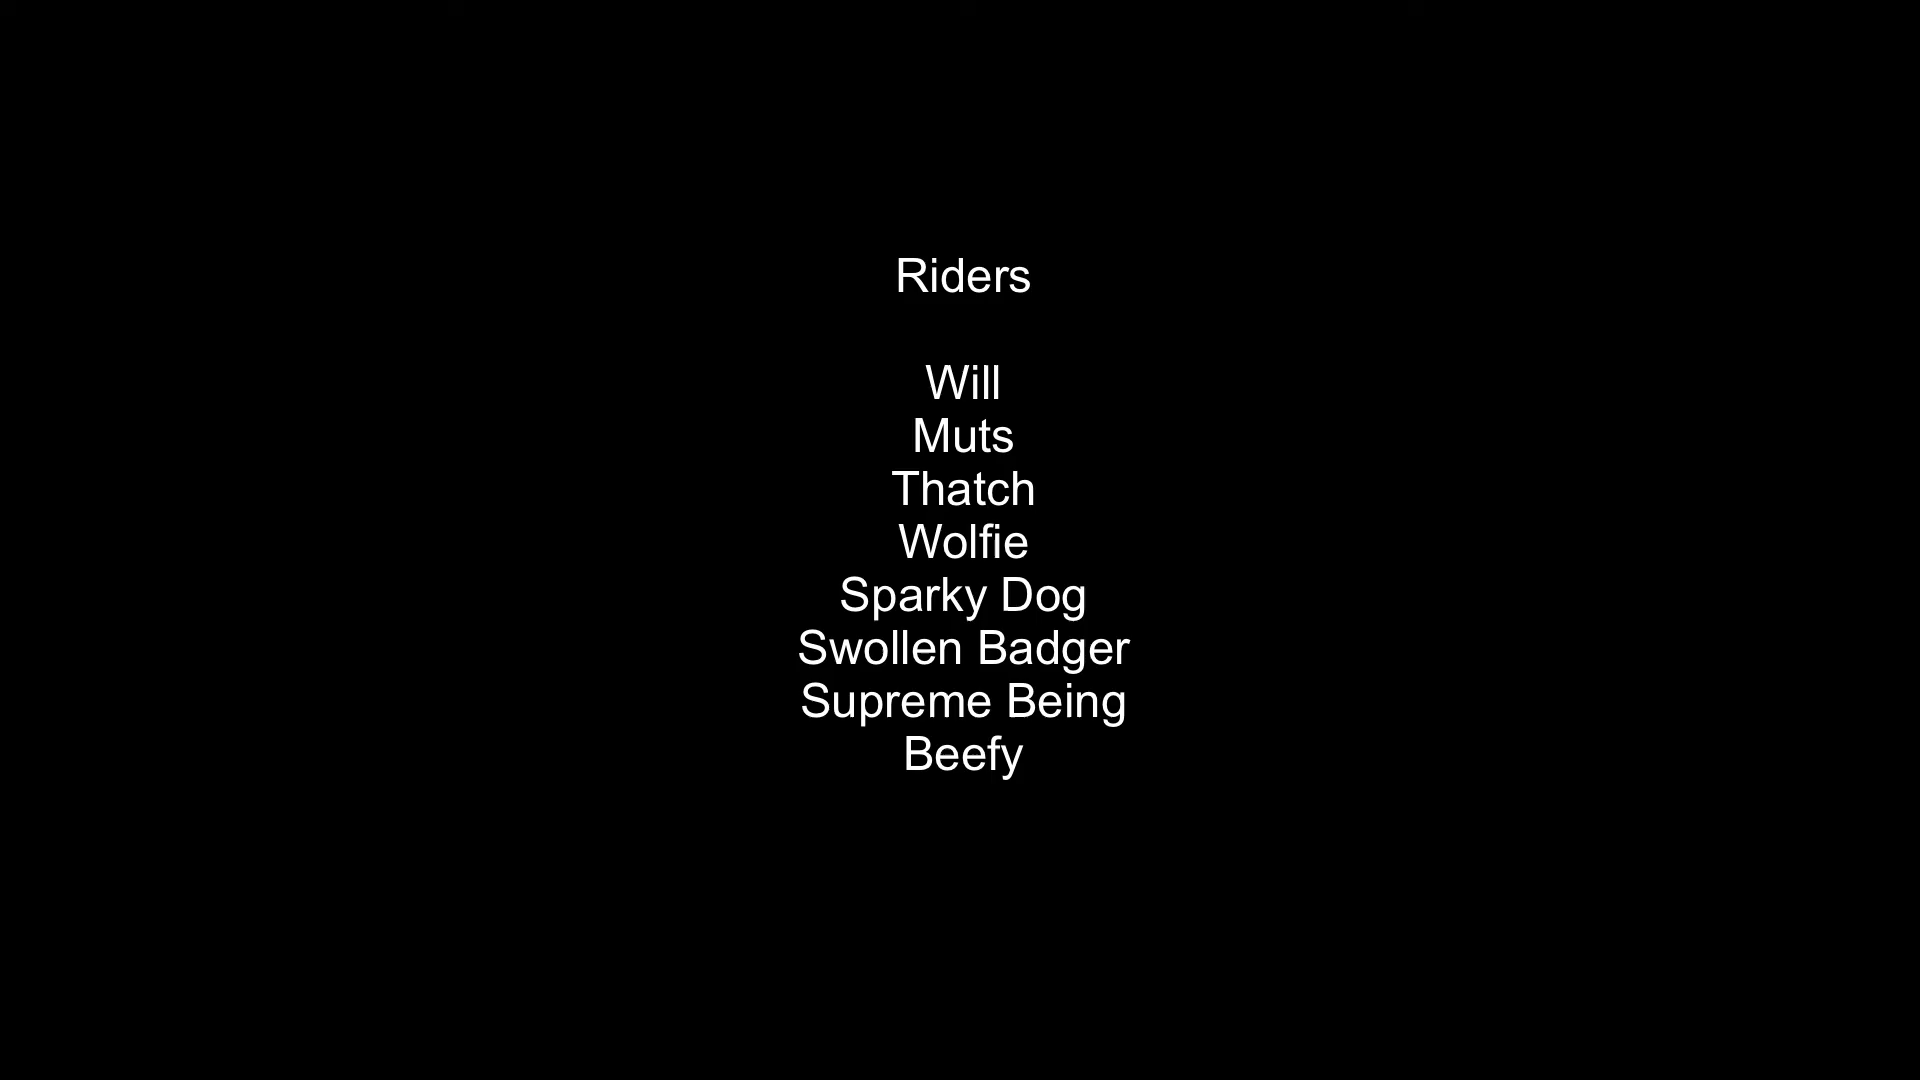 Riders
Will
Muts
Thatch
Wolfie
Sparky Dog
Swollen Badger
Supreme Being
Beefy